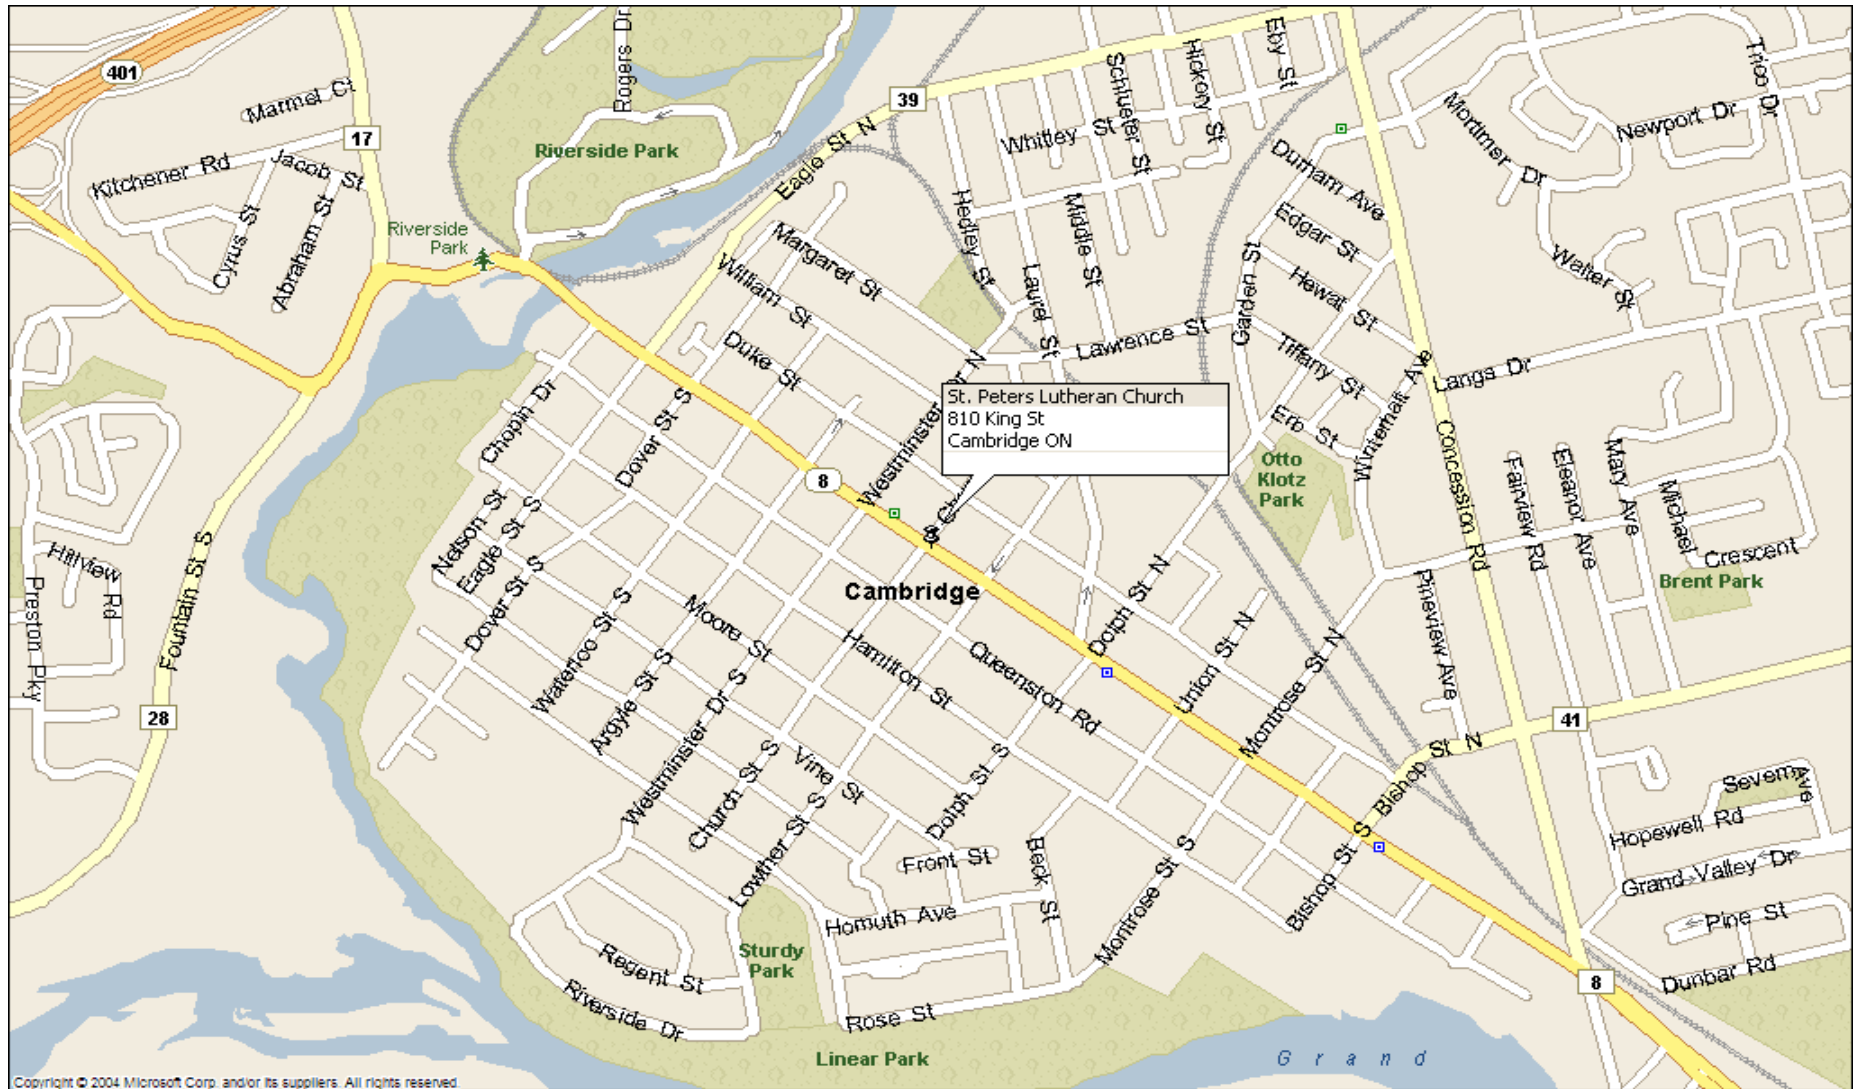 401
Marmel Ct
17
Kitchener Rd
Jacob St
Cyrus St
Abraham St
Riverside
Park
Rogers Dr
Riverside Park
39
Eagle St N
Whitley St
Schlueter St
Hickory St
Eby St
Trico Dr
Mortimer Dr
Newport Dr
Durham Ave
Edgar St
Hewat St
Walter St
Hedley St
Middle St
Laurel St
Margaret St
William St
Duke St
Garden St
Lawrence St
Tiffany St
Erb St
Winterhalt Ave
Langs Dr
Chopin Dr
Dover St S
Westminster Dr N
St. Peters Lutheran Church
810 King St
Cambridge ON
Otto
Klotz
Park
Concession Rd
Fairview Rd
Eleanor Ave
Mary Ave
Michael Crescent
Brent Park
8
Nelson St
Eagle St S
Dover St S
Hillview Rd
Preston Pky
Fountain St S
28
Cambridge
Moore St
Hamilton St
Queenston Rd
Dolph St N
Union St N
Montrose St N
Pineview Ave
Waterloo St S
Argyle St S
Westminster Dr S
Church St S
Vine St
Lowther St S
Dolph St S
Bishop St N
41
Severn Ave
Hopewell Rd
Grand Valley Dr
Pine St
Dunbar Rd
Front St
Beck St
Homuth Ave
Montrose St S
Bishop St S
Sturdy
Park
Regent St
Riverside Dr
Rose St
Linear Park
8
Grand
Copyright © 2004 Microsoft Corp. and/or its suppliers. All rights reserved.